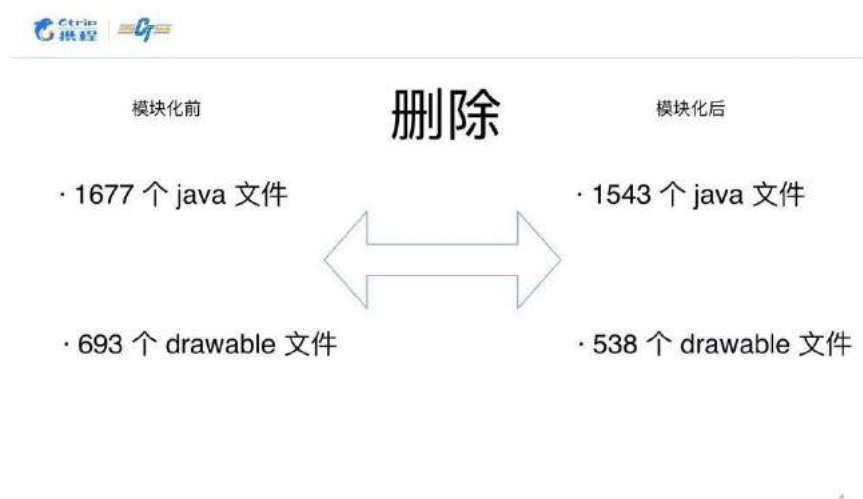 Ctrip
携程
CT
删除
模块化前
模块化后
· 1677 个 java 文件
· 1543 个 java 文件
· 693 个 drawable 文件
· 538 个 drawable 文件